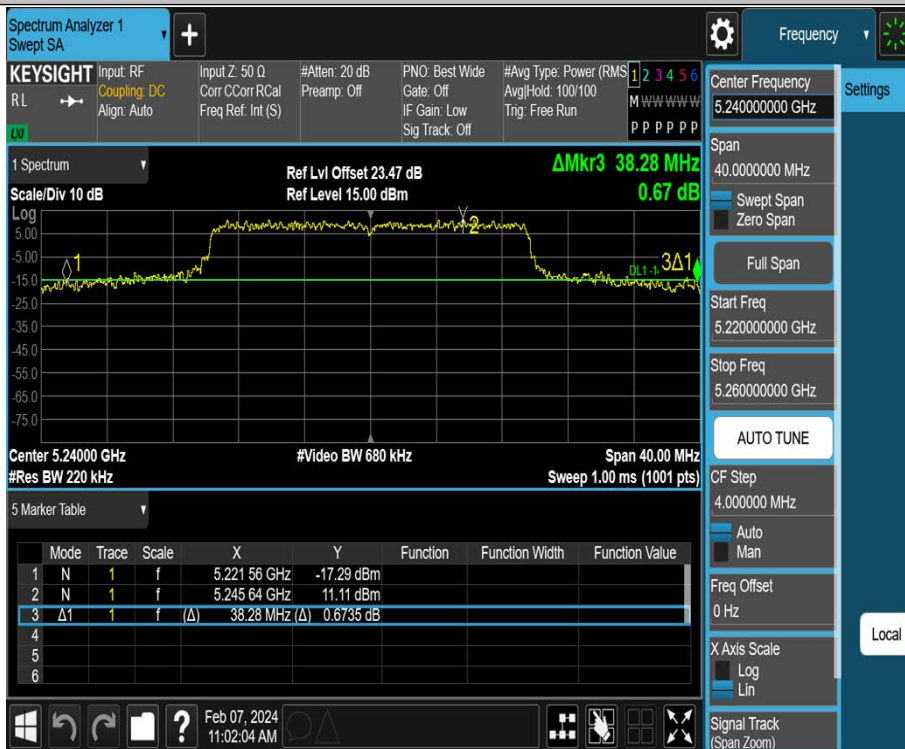 Spectrum Analyzer 1
Swept SA
+
Frequency
KEYSIGHT
RL
LXI
Input: RF
Coupling: DC
Align: Auto
Input Z: 50 Ω
Corr CCorr RCal
Freq Ref: Int (S)
#Atten: 20 dB
Preamp: Off
PNO: Best Wide
Gate: Off
IF Gain: Low
Sig Track: Off
#Avg Type: Power (RMS
Avg|Hold: 100/100
Trig: Free Run
1 2 3 4 5 6
M W W W W W
P P P P P P
1 Spectrum
Scale/Div 10 dB
Ref Lvl Offset 23.47 dB
Ref Level 15.00 dBm
ΔMkr3 38.28 MHz
0.67 dB
Log
5.00
-5.00
-15.0
-25.0
-35.0
-45.0
-55.0
-65.0
-75.0
1
2
3Δ1
DL1 -1
Center 5.24000 GHz
#Res BW 220 kHz
#Video BW 680 kHz
Span 40.00 MHz
Sweep 1.00 ms (1001 pts)
5 Marker Table
Mode Trace Scale X Y Function Function Width Function Value
1 N 1 f 5.221 56 GHz -17.29 dBm
2 N 1 f 5.245 64 GHz 11.11 dBm
3 Δ1 1 f (Δ) 38.28 MHz (Δ) 0.6735 dB
4
5
6
?
Feb 07, 2024
11:02:04 AM
Center Frequency
5.240000000 GHz
Span
40.0000000 MHz
Swept Span
Zero Span
Full Span
Start Freq
5.220000000 GHz
Stop Freq
5.260000000 GHz
AUTO TUNE
CF Step
4.000000 MHz
Auto
Man
Freq Offset
0 Hz
X Axis Scale
Log
Lin
Signal Track
(Span Zoom)
Settings
Local